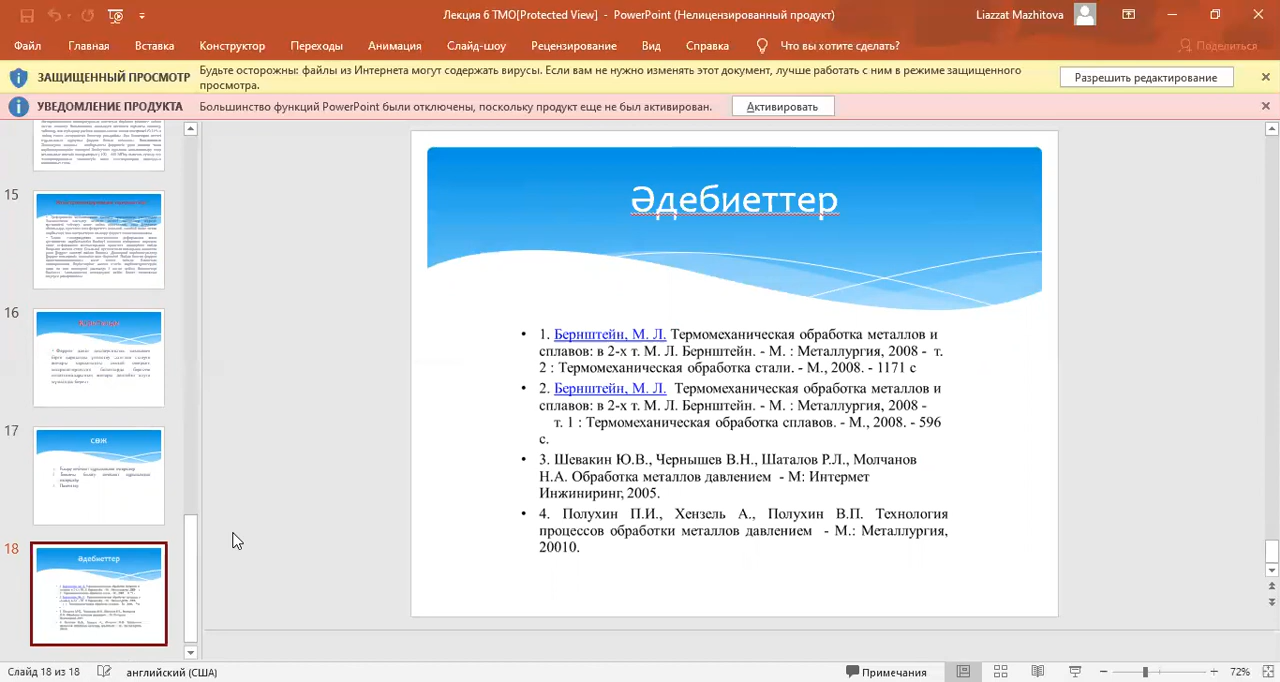 Лекция 6 ТМО[Protected View] - PowerPoint (Нелицензированный продукт)
Liazzat Mazhitova
Файл Главная Вставка Конструктор Переходы Анимация Слайд-шоу Рецензирование Вид Справка Что вы хотите сделать? Поделиться
ЗАЩИЩЕННЫЙ ПРОСМОТР Будьте осторожны: файлы из Интернета могут содержать вирусы. Если вам не нужно изменять этот документ, лучше работать с ним в режиме защищенного
просмотра.
Разрешить редактирование
УВЕДОМЛЕНИЕ ПРОДУКТА Большинство функций PowerPoint были отключены, поскольку продукт еще не был активирован. Активировать
15
16
17
СӨЖ
18
Әдебиеттер
Әдебиеттер
• 1. Бернштейн, М. Л. Термомеханическая обработка металлов и
сплавов: в 2-х т. М. Л. Бернштейн. - М. : Металлургия, 2008 - т.
2 : Термомеханическая обработка стали. - М., 2008. - 1171 с
• 2. Бернштейн, М. Л. Термомеханическая обработка металлов и
сплавов: в 2-х т. М. Л. Бернштейн. - М. : Металлургия, 2008 -
т. 1 : Термомеханическая обработка сплавов. - М., 2008. - 596
с.
• 3. Шевакин Ю.В., Чернышев В.Н., Шаталов Р.Л., Молчанов
Н.А. Обработка металлов давлением - М: Интермет
Инжиниринг, 2005.
• 4. Полухин П.И., Хензель А., Полухин В.П. Технология
процессов обработки металлов давлением - М.: Металлургия,
20010.
Слайд 18 из 18 английский (США) Примечания 72%